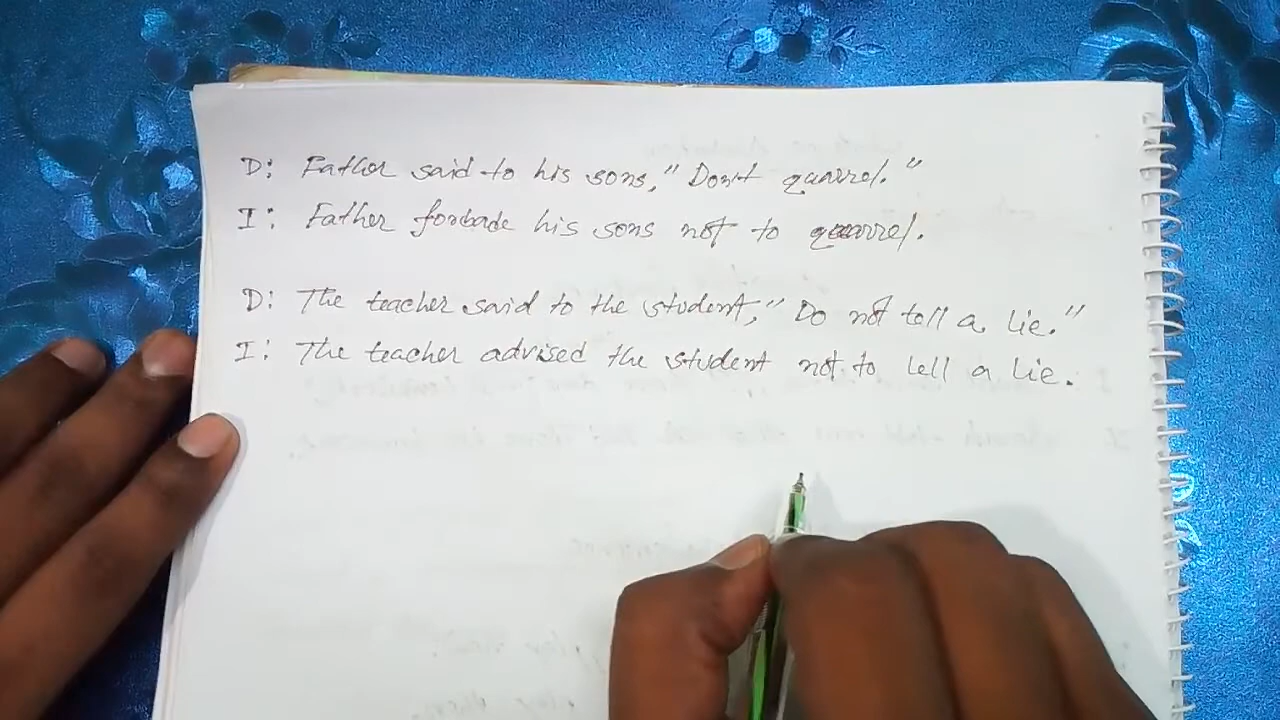 D: Father said to his sons, "Don't quarrel."
I: Father forbade his sons not to quarrel.
D: The teacher said to the student, "Do not tell a lie."
I: The teacher advised the student not to tell a lie.